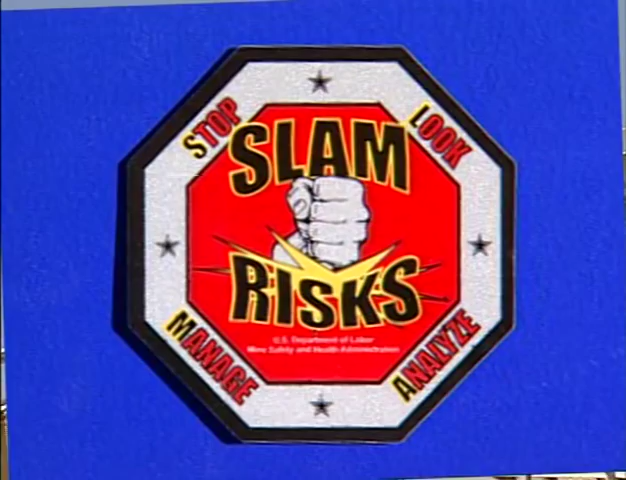 STOP
LOOK
SLAM
RISKS
U.S. Department of Labor
Mine Safety and Health Administration
MANAGE
ANALYZE